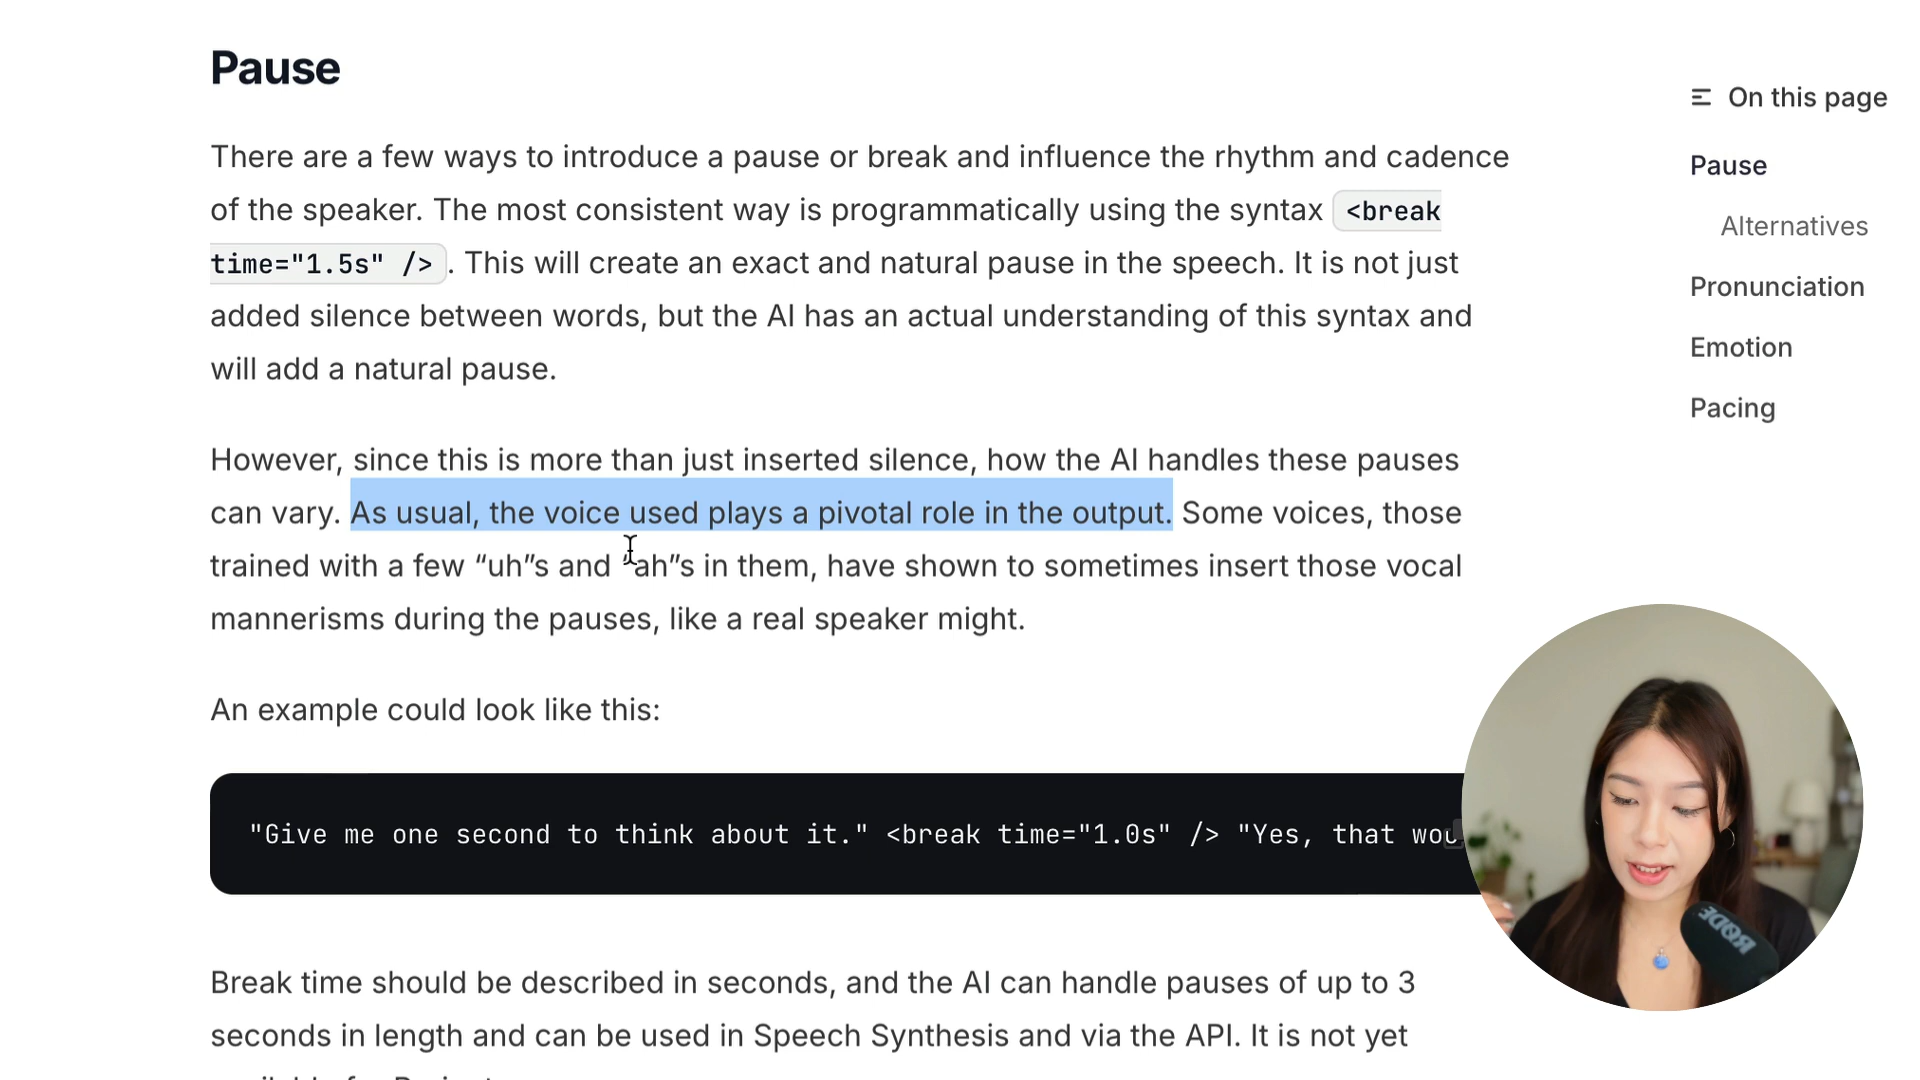 Pause
There are a few ways to introduce a pause or break and influence the rhythm and cadence
of the speaker. The most consistent way is programmatically using the syntax <break
time="1.5s" />. This will create an exact and natural pause in the speech. It is not just
added silence between words, but the AI has an actual understanding of this syntax and
will add a natural pause.
However, since this is more than just inserted silence, how the AI handles these pauses
can vary. As usual, the voice used plays a pivotal role in the output. Some voices, those
trained with a few “uh”s and “ah”s in them, have shown to sometimes insert those vocal
mannerisms during the pauses, like a real speaker might.
An example could look like this:
"Give me one second to think about it." <break time="1.0s" /> "Yes, that
Break time should be described in seconds, and the AI can handle pauses of up to 3
seconds in length and can be used in Speech Synthesis and via the API. It is not yet
On this page
Pause
Alternatives
Pronunciation
Emotion
Pacing
RØDE